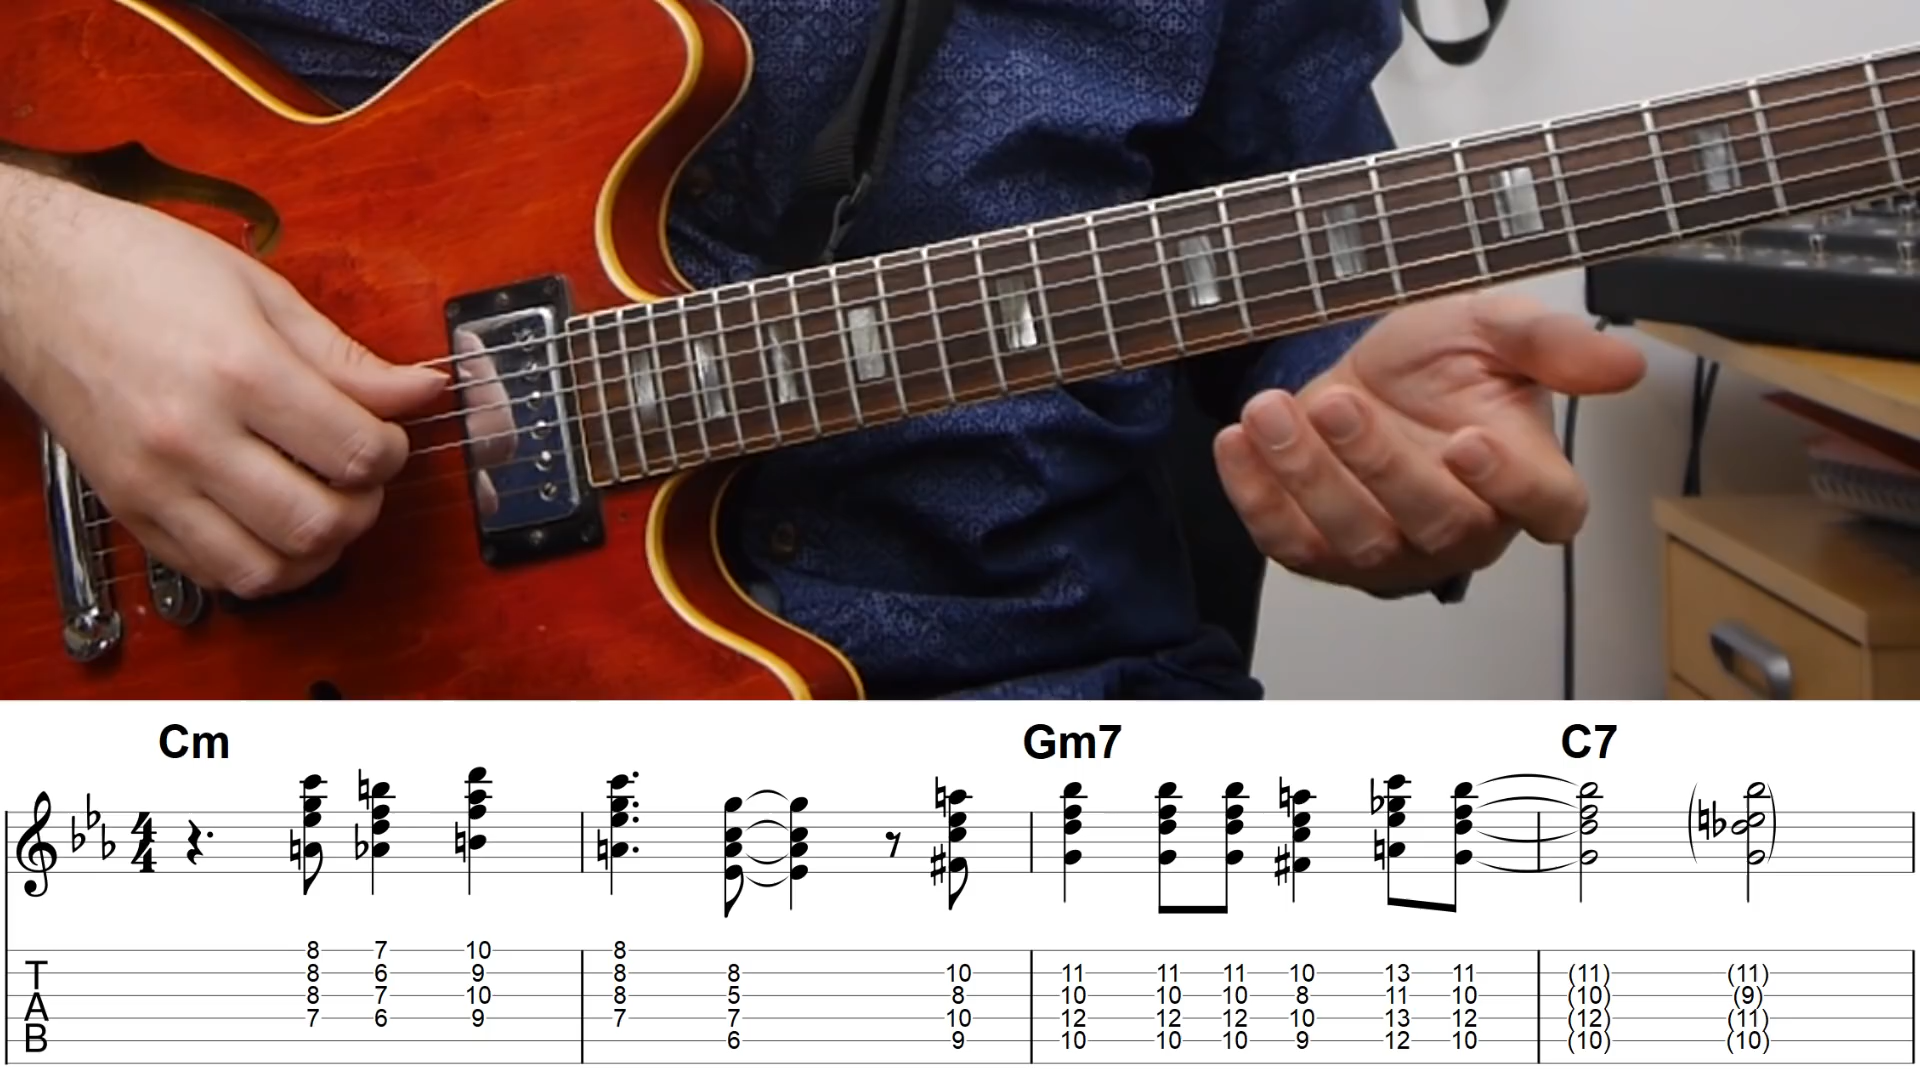 Cm Gm7 C7
4
4
8 7 10 8
T 8 6 9 8 8 10 11 11 11 10 13 11 (11) (11)
A 8 7 10 8 5 8 10 10 10 8 11 10 (10) (9)
7 6 9 7 7 10 12 12 12 10 13 12 (12) (11)
B 6 9 10 10 10 9 12 10 (10) (10)